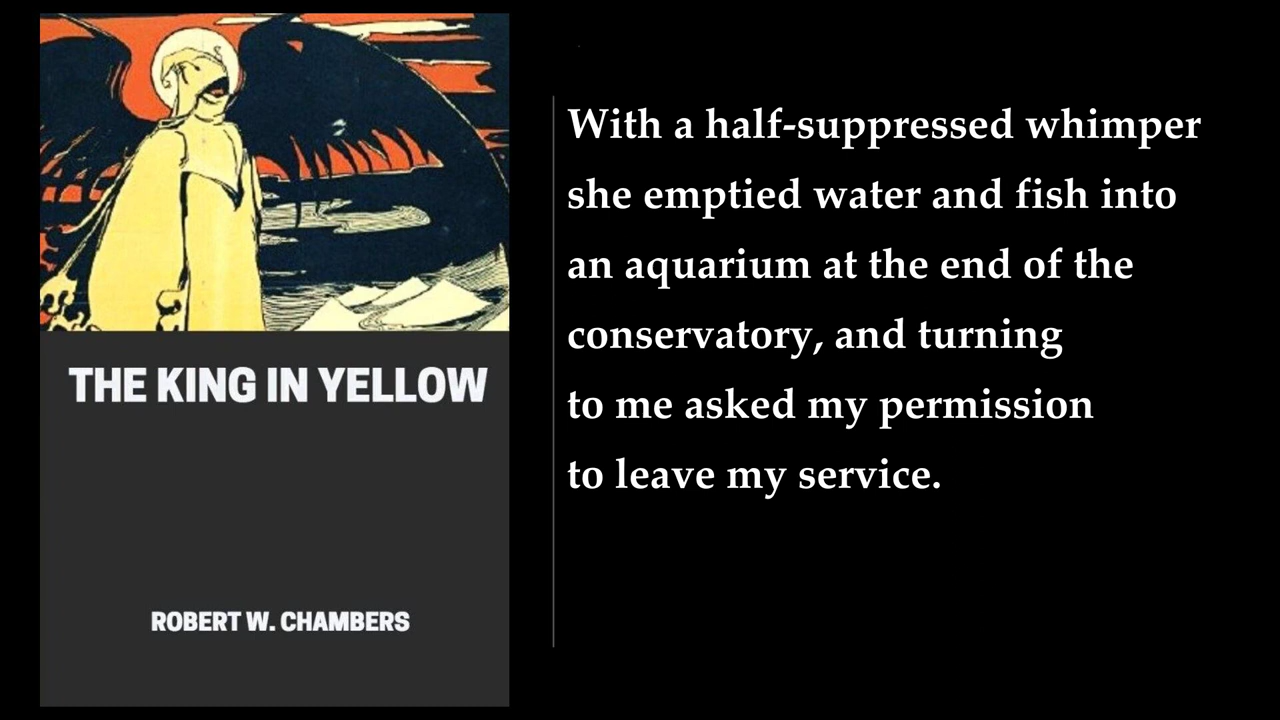 THE KING IN YELLOW
ROBERT W. CHAMBERS
With a half-suppressed whimper
she emptied water and fish into
an aquarium at the end of the
conservatory, and turning
to me asked my permission
to leave my service.